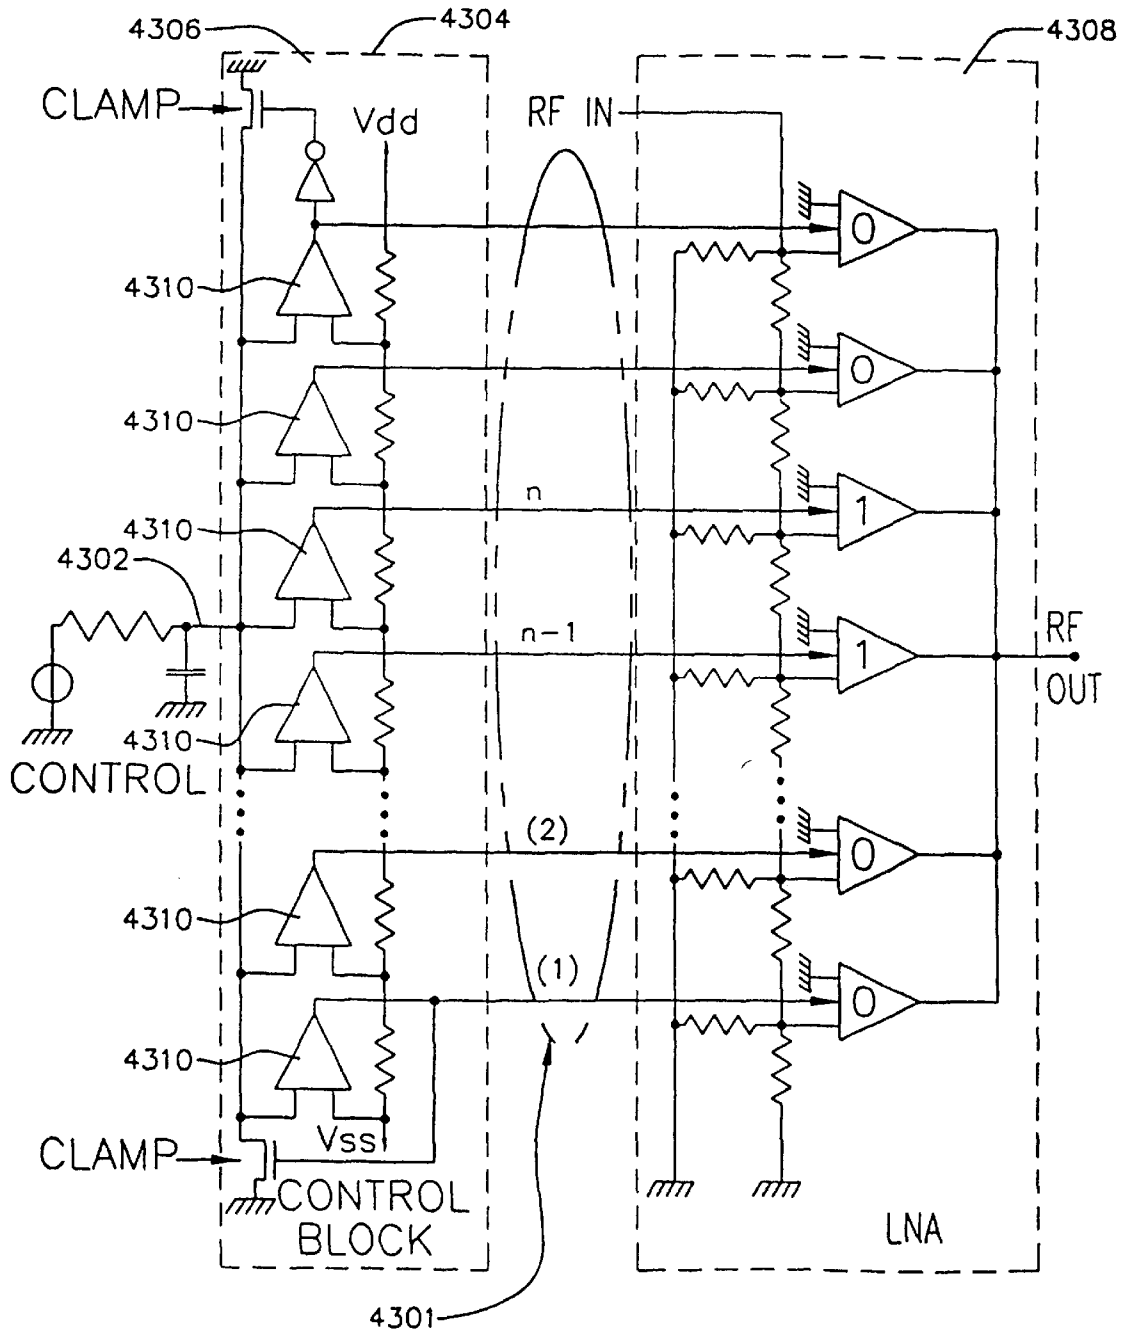 4306
4304
4308
CLAMP
Vdd
RF IN
0
4310
0
4310
n
1
4310
4302
n-1
1
RF
OUT
4310
CONTROL
(2)
0
4310
(1)
0
4310
Vss
CLAMP
CONTROL
BLOCK
LNA
4301